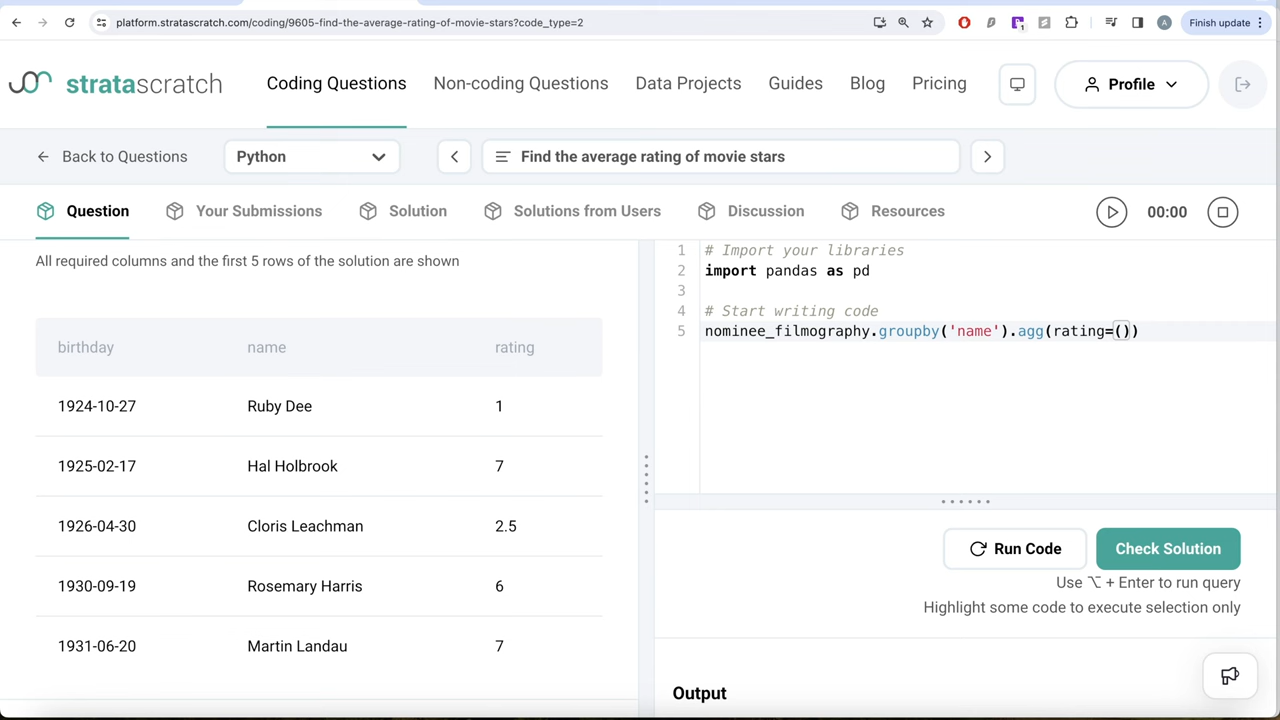 platform.stratascratch.com/coding/9605-find-the-average-rating-of-movie-stars?code_type=2
1
A
Finish update
stratascratch
Coding Questions
Non-coding Questions
Data Projects
Guides
Blog
Pricing
Profile
Back to Questions
Python
Find the average rating of movie stars
Question
Your Submissions
Solution
Solutions from Users
Discussion
Resources
00:00
All required columns and the first 5 rows of the solution are shown
birthday name rating
1924-10-27 Ruby Dee 1
1925-02-17 Hal Holbrook 7
1926-04-30 Cloris Leachman 2.5
1930-09-19 Rosemary Harris 6
1931-06-20 Martin Landau 7
1 # Import your libraries
2 import pandas as pd
3
4 # Start writing code
5 nominee_filmography.groupby('name').agg(rating=())
Run Code
Check Solution
Use ⌥ + Enter to run query
Highlight some code to execute selection only
Output